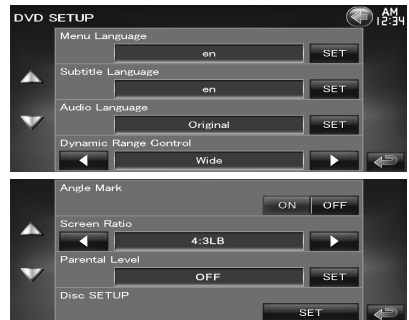 DVD SETUP
AM
12:34
Menu Language
en SET
Subtitle Language
en SET
Audio Language
Original SET
Dynamic Range Control
Wide
Angle Mark
ON OFF
Screen Ratio
4:3LB
Parental Level
OFF SET
Disc SETUP
SET